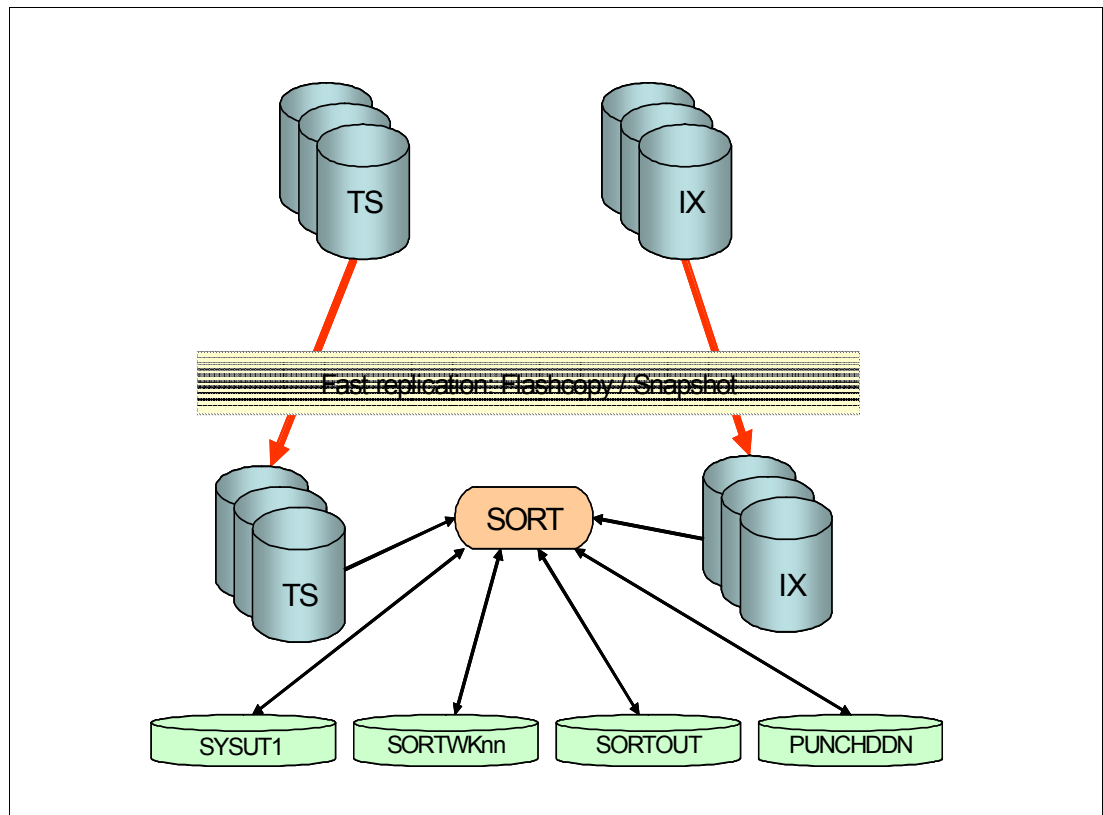 TS
IX
Fast replication: Flashcopy / Snapshot
SORT
TS
IX
SYSUT1
SORTWKnn
SORTOUT
PUNCHDDN